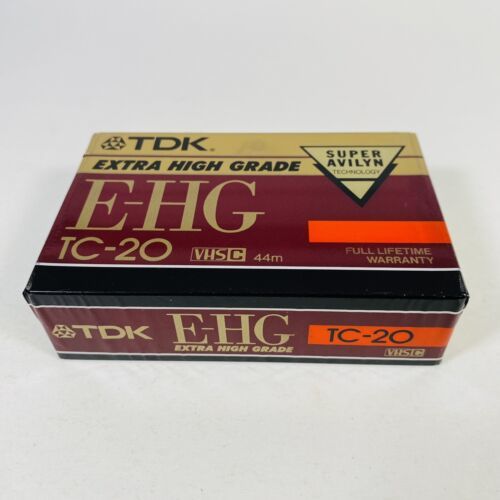 TDK
EXTRA HIGH GRADE
SUPER
AVILYN
TECHNOLOGY
E-HG
TC-20
VHSC 44m
FULL LIFETIME
WARRANTY
TDK
E-HG
EXTRA HIGH GRADE
TC-20
VHSC